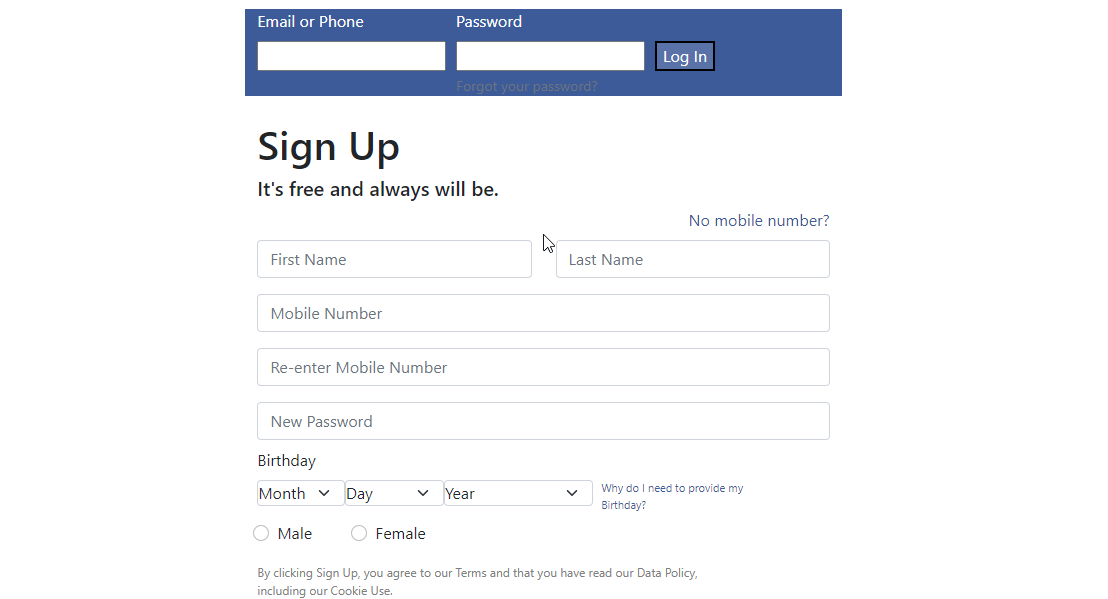 Email or Phone Password
Log In
Forgot your password?
Sign Up
It's free and always will be.
No mobile number?
First Name Last Name
Mobile Number
Re-enter Mobile Number
New Password
Birthday
Month Day Year Why do I need to provide my
Birthday?
Male Female
By clicking Sign Up, you agree to our Terms and that you have read our Data Policy,
including our Cookie Use.